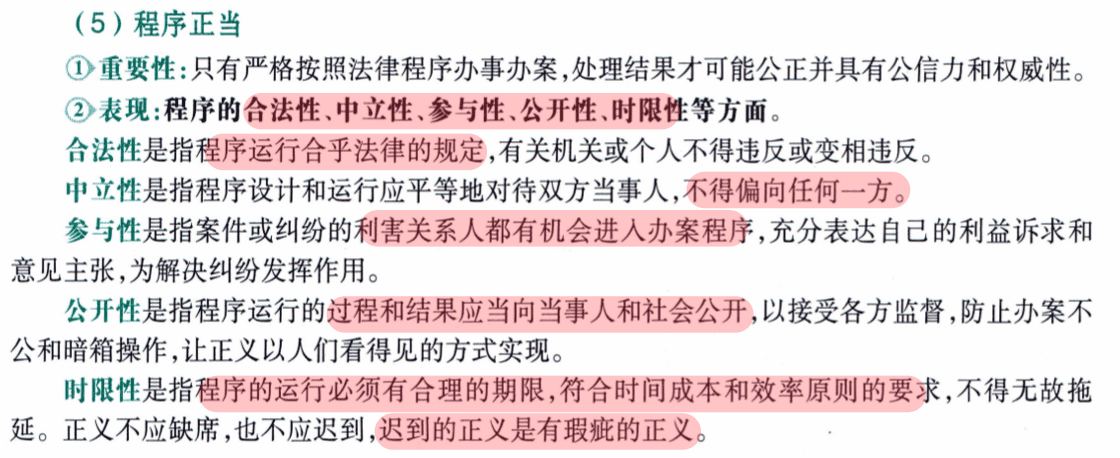 （5）程序正当
①重要性:只有严格按照法律程序办事办案,处理结果才可能公正并具有公信力和权威性。
②表现:程序的合法性、中立性、参与性、公开性、时限性等方面。
合法性是指程序运行合乎法律的规定,有关机关或个人不得违反或变相违反。
中立性是指程序设计和运行应平等地对待双方当事人,不得偏向任何一方。
参与性是指案件或纠纷的利害关系人都有机会进入办案程序,充分表达自己的利益诉求和
意见主张,为解决纠纷发挥作用。
公开性是指程序运行的过程和结果应当向当事人和社会公开,以接受各方监督,防止办案不
公和暗箱操作,让正义以人们看得见的方式实现。
时限性是指程序的运行必须有合理的期限,符合时间成本和效率原则的要求,不得无故拖
延。正义不应缺席,也不应迟到,迟到的正义是有瑕疵的正义。